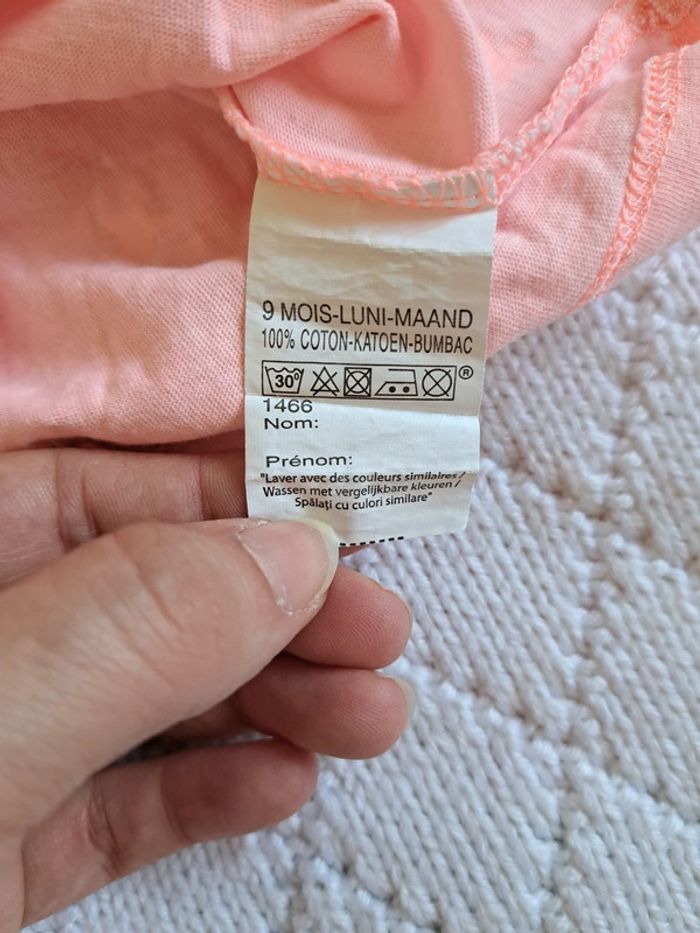 9 MOIS-LUNI-MAAND
100% COTON-KATOEN-BUMBAC
30° ®
1466
Nom:
Prénom:
"Laver avec des couleurs similaires /
Wassen met vergelijkbare kleuren /
Spălați cu culori similare"